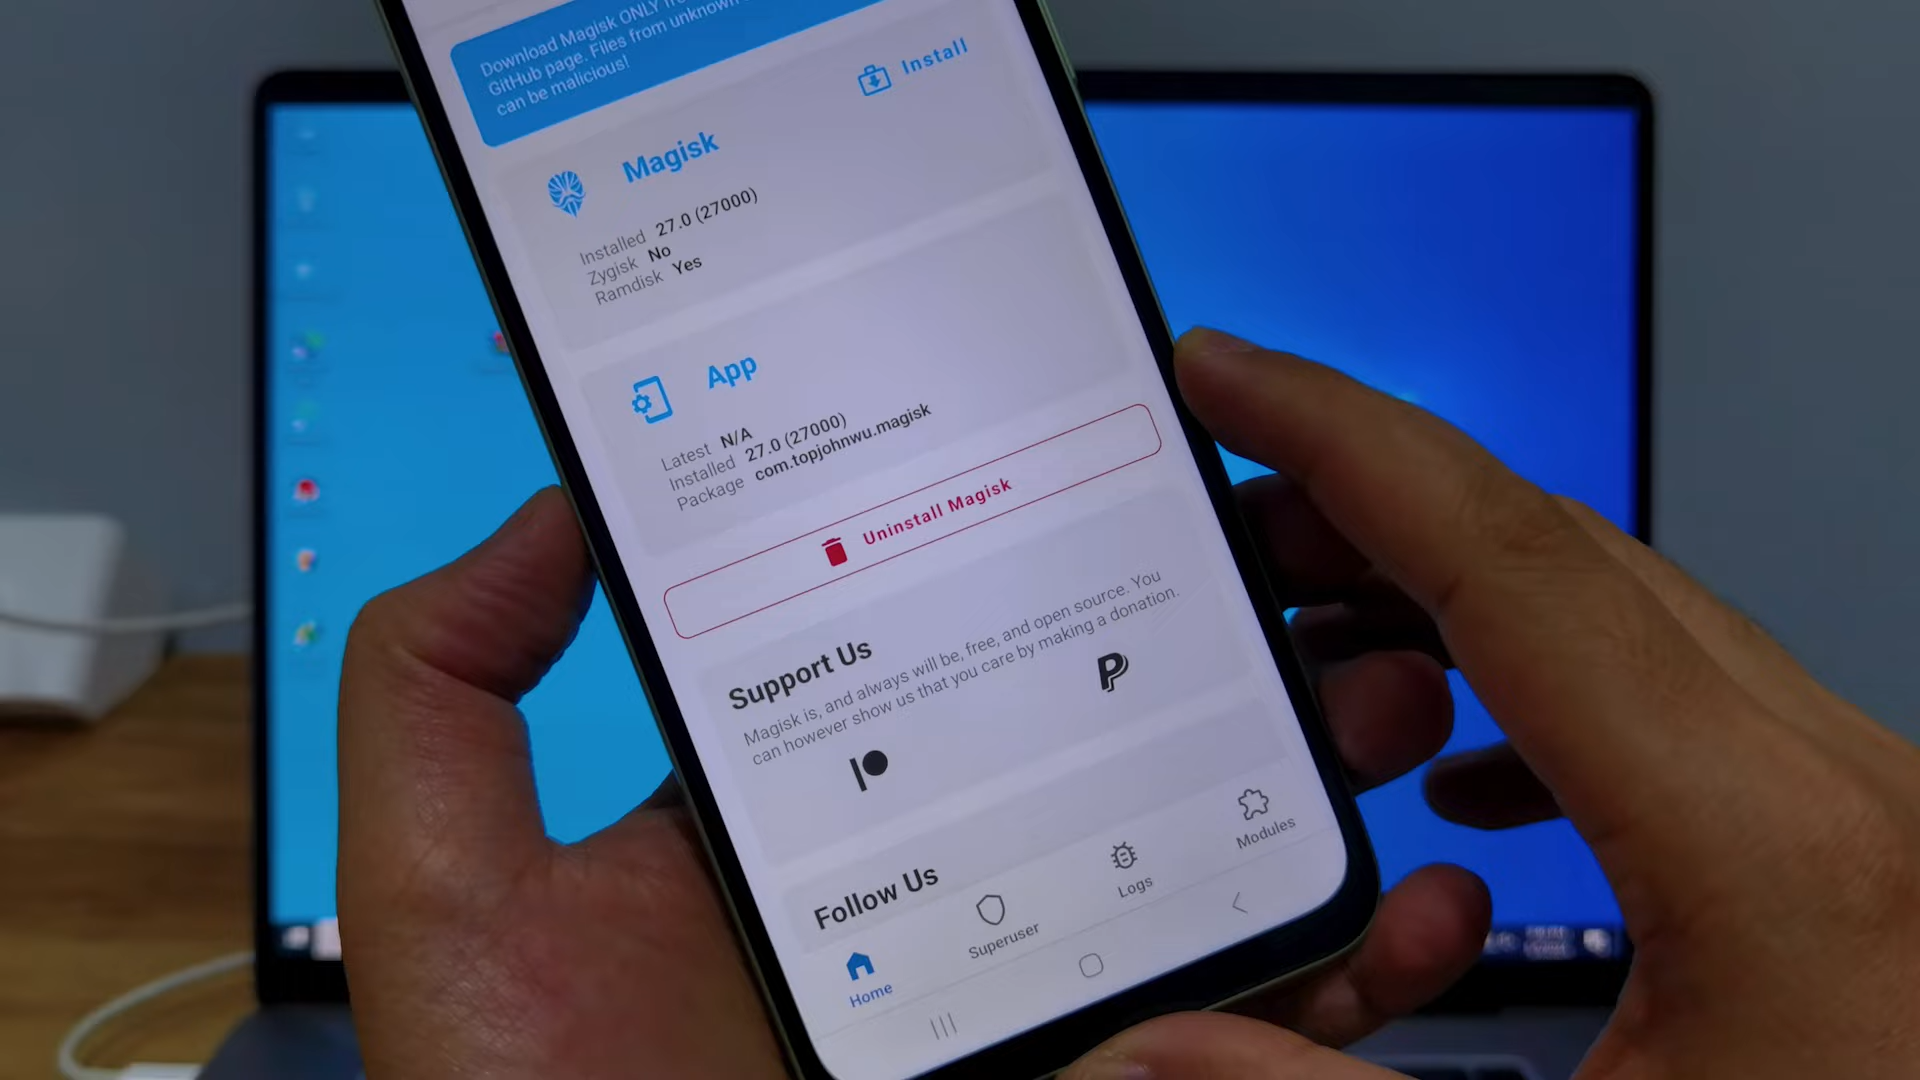 Download Magisk ONLY
GitHub page. Files from unknown
can be malicious!
Install
Magisk
Installed 27.0 (27000)
Zygisk No
Ramdisk Yes
App
Latest N/A
Installed 27.0 (27000)
Package com.topjohnwu.magisk
Uninstall Magisk
Support Us
Magisk is, and always will be, free, and open source. You
can however show us that you care by making a donation.
Follow Us
Home
Superuser
Logs
Modules